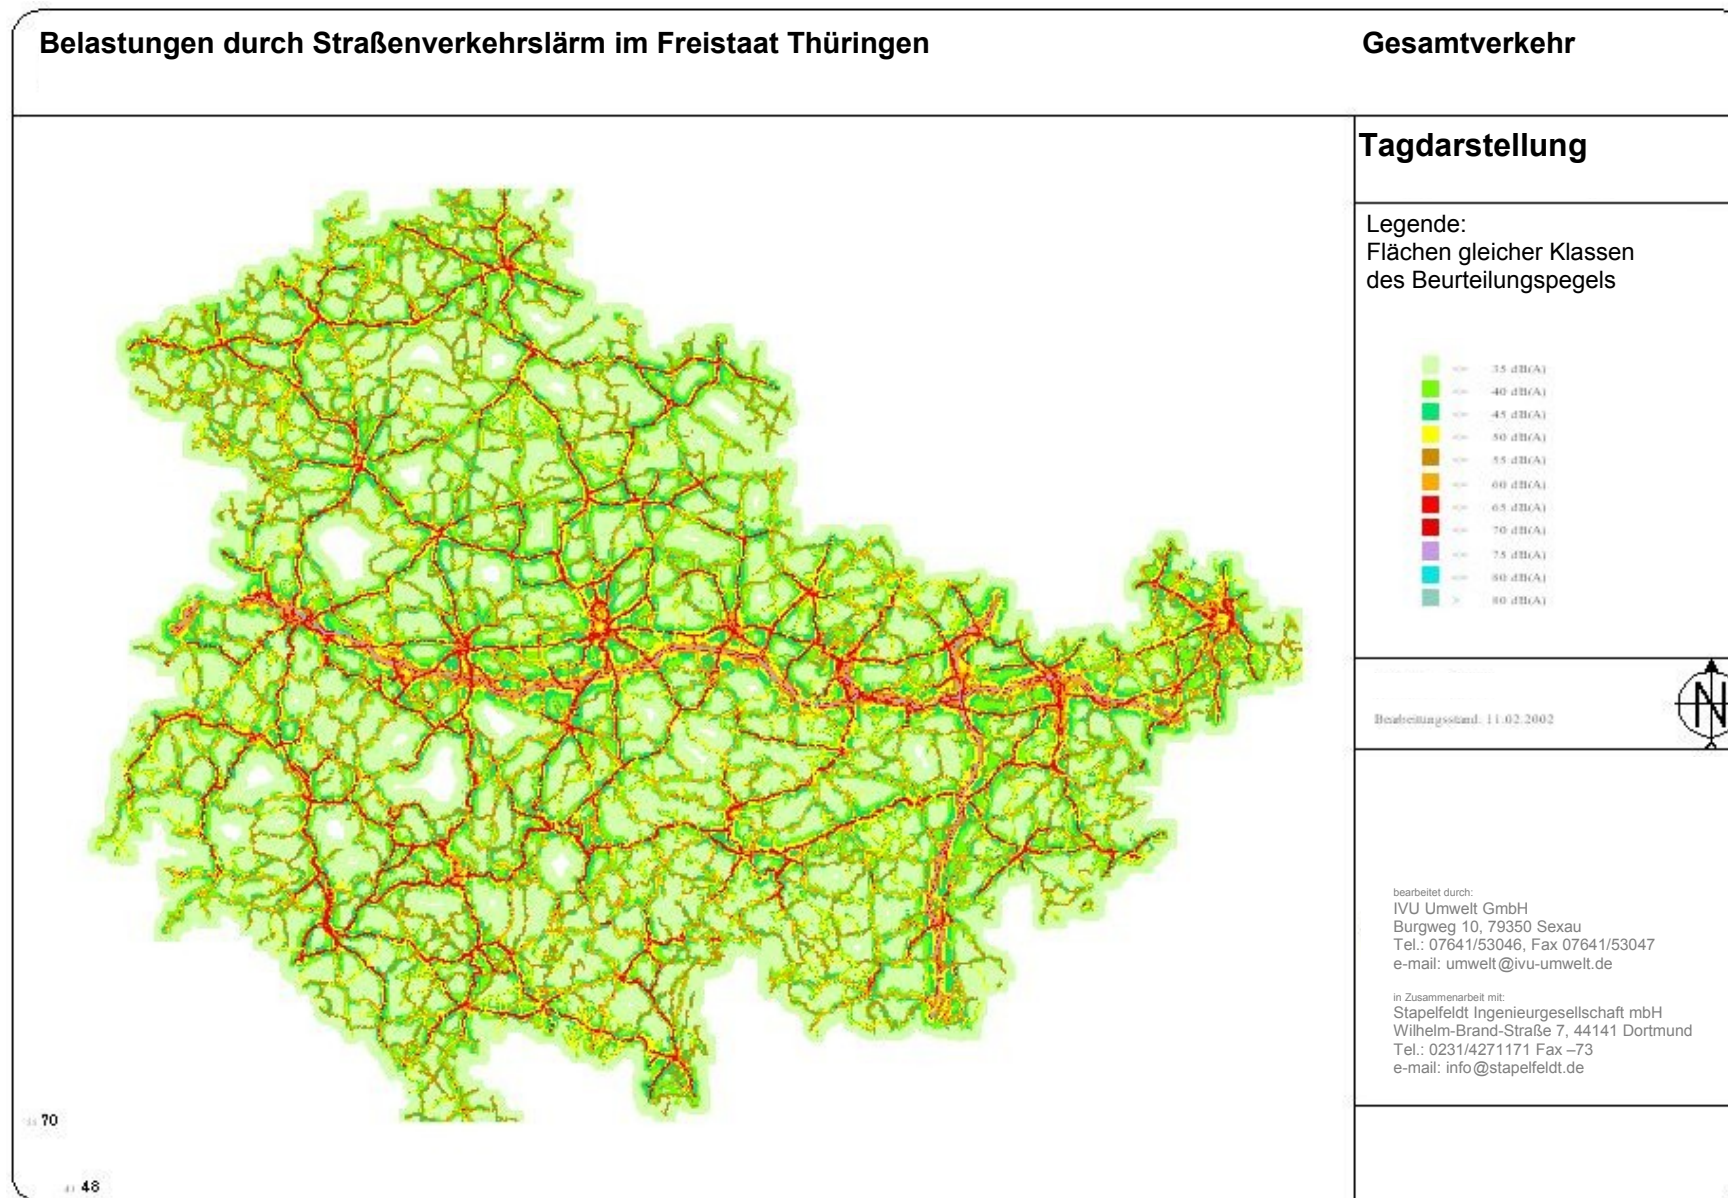 Belastungen durch Straßenverkehrslärm im Freistaat Thüringen
Gesamtverkehr
Tagdarstellung
Legende:
Flächen gleicher Klassen
des Beurteilungspegels
<= 35 dB(A)
<= 40 dB(A)
<= 45 dB(A)
<= 50 dB(A)
<= 55 dB(A)
<= 60 dB(A)
<= 65 dB(A)
<= 70 dB(A)
<= 75 dB(A)
<= 80 dB(A)
> 80 dB(A)
Bearbeitungsstand: 11.02.2002
N
bearbeitet durch:
IVU Umwelt GmbH
Burgweg 10, 79350 Sexau
Tel.: 07641/53046, Fax 07641/53047
e-mail: umwelt@ivu-umwelt.de
in Zusammenarbeit mit:
Stapelfeldt Ingenieurgesellschaft mbH
Wilhelm-Brand-Straße 7, 44141 Dortmund
Tel.: 0231/4271171 Fax –73
e-mail: info@stapelfeldt.de
70
48